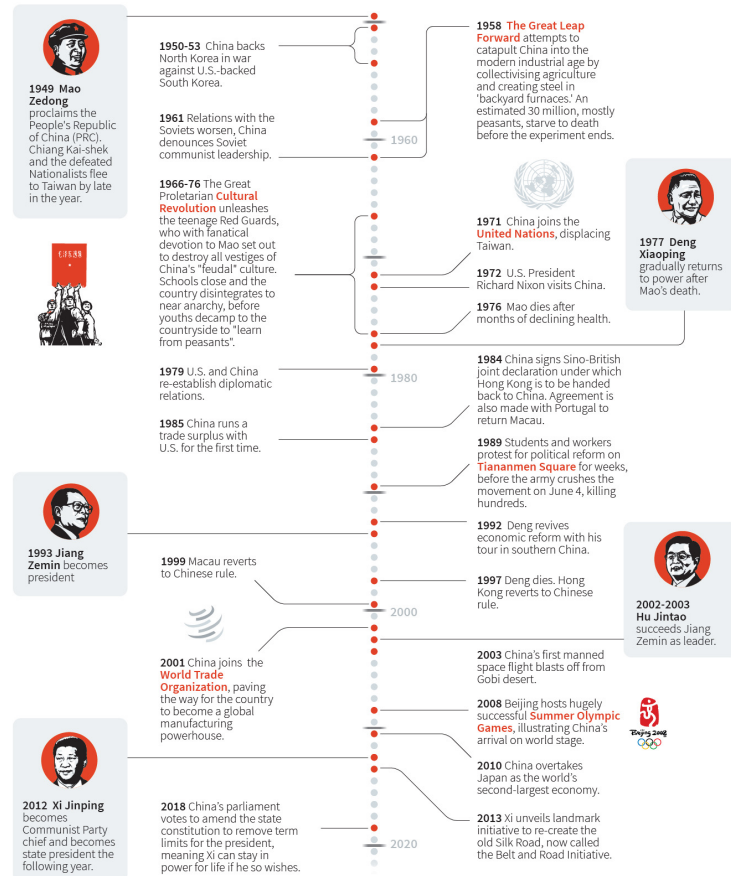 1949 Mao
Zedong
proclaims the
People's Republic
of China (PRC).
Chiang Kai-shek
and the defeated
Nationalists flee
to Taiwan by late
in the year.
1950-53 China backs
North Korea in war
against U.S.-backed
South Korea.
1958 The Great Leap
Forward attempts to
catapult China into the
modern industrial age by
collectivising agriculture
and creating steel in
'backyard furnaces.' An
estimated 30 million, mostly
peasants, starve to death
before the experiment ends.
1961 Relations with the
Soviets worsen, China
denounces Soviet
communist leadership.
1960
1966-76 The Great
Proletarian Cultural
Revolution unleashes
the teenage Red Guards,
who with fanatical
devotion to Mao set out
to destroy all vestiges of
China's "feudal" culture.
Schools close and the
country disintegrates to
near anarchy, before
youths decamp to the
countryside to "learn
from peasants".
1971 China joins the
United Nations, displacing
Taiwan.
1972 U.S. President
Richard Nixon visits China.
1976 Mao dies after
months of declining health.
1977 Deng
Xiaoping
gradually returns
to power after
Mao's death.
1979 U.S. and China
re-establish diplomatic
relations.
1980
1984 China signs Sino-British
joint declaration under which
Hong Kong is to be handed
back to China. Agreement is
also made with Portugal to
return Macau.
1985 China runs a
trade surplus with
U.S. for the first time.
1989 Students and workers
protest for political reform on
Tiananmen Square for weeks,
before the army crushes the
movement on June 4, killing
hundreds.
1992 Deng revives
economic reform with his
tour in southern China.
1993 Jiang
Zemin becomes
president
1997 Deng dies. Hong
Kong reverts to Chinese
rule.
1999 Macau reverts
to Chinese rule.
2000
2002-2003
Hu Jintao
succeeds Jiang
Zemin as leader.
2001 China joins the
World Trade
Organization, paving
the way for the country
to become a global
manufacturing
powerhouse.
2003 China's first manned
space flight blasts off from
Gobi desert.
2008 Beijing hosts hugely
successful Summer Olympic
Games, illustrating China's
arrival on world stage.
Beijing 2008
2010 China overtakes
Japan as the world's
second-largest economy.
2012 Xi Jinping
becomes
Communist Party
chief and becomes
state president the
following year.
2013 Xi unveils landmark
initiative to re-create the
old Silk Road, now called
the Belt and Road Initiative.
2018 China's parliament
votes to amend the state
constitution to remove term
limits for the president,
meaning Xi can stay in
power for life if he so wishes.
2020